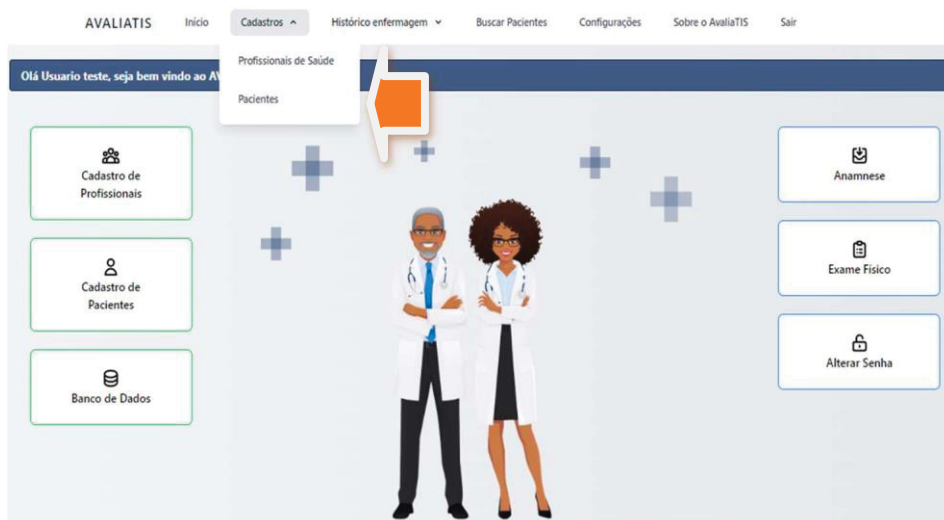 AVALIATIS Início Cadastros Histórico enfermagem Buscar Pacientes Configurações Sobre o AvaliaTIS Sair
Profissionais de Saúde
Pacientes
Olá Usuario teste, seja bem vindo ao
Cadastro de
Profissionais
Cadastro de
Pacientes
Banco de Dados
Anamnese
Exame Físico
Alterar Senha